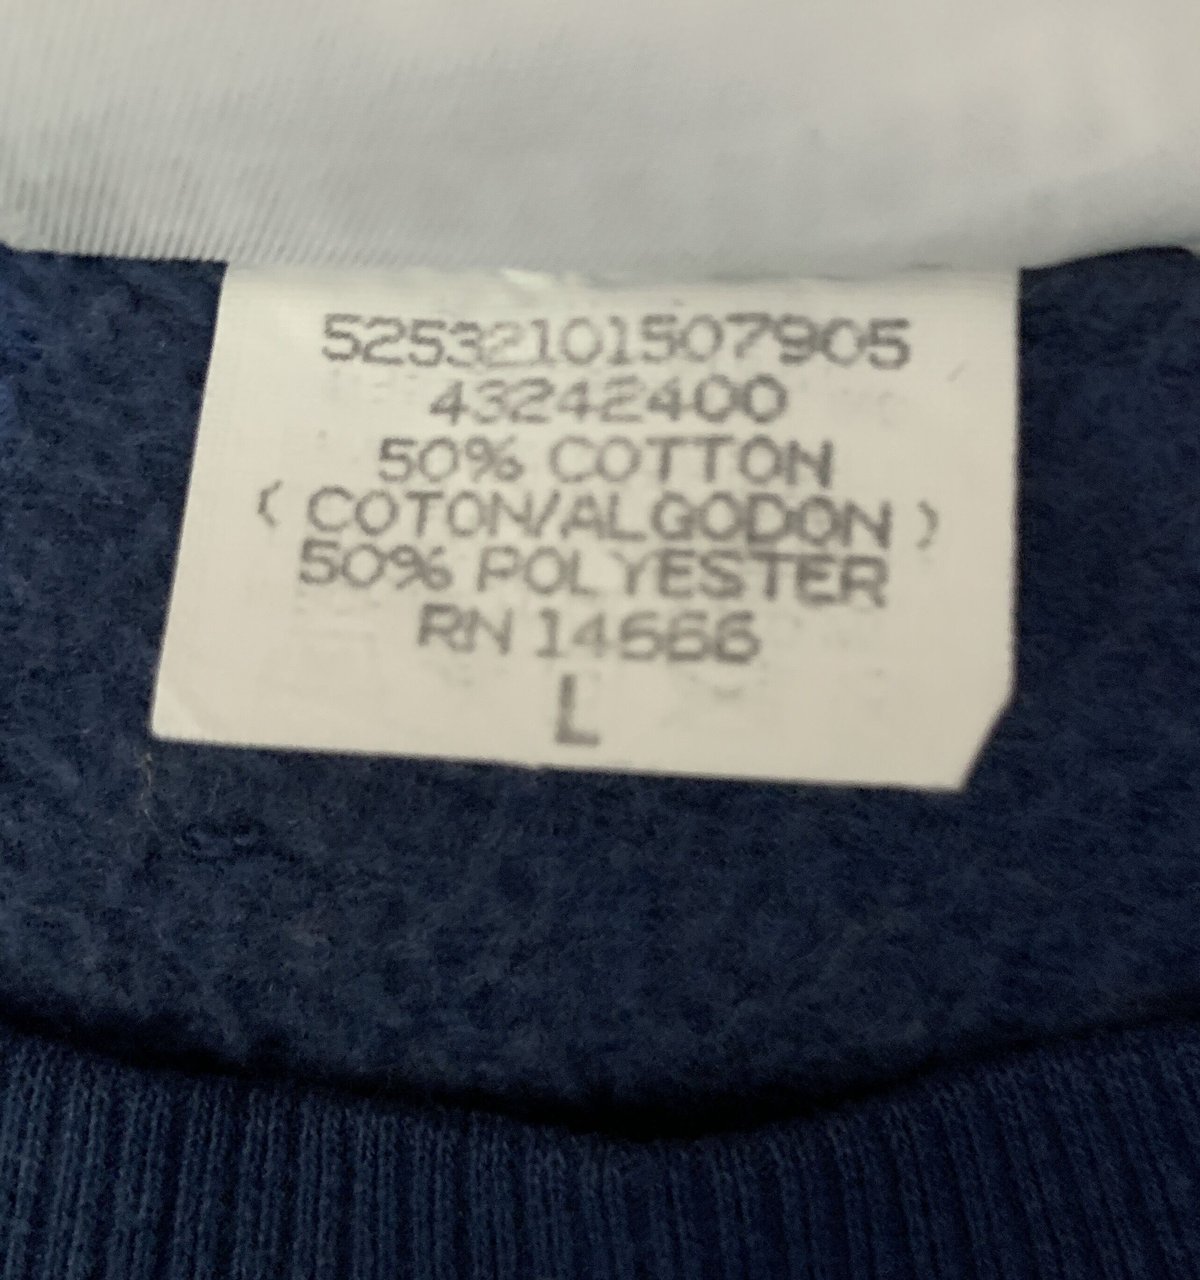 52532101507905
43242400
50% COTTON
( COTON/ALGODON )
50% POLYESTER
RN 14666
L